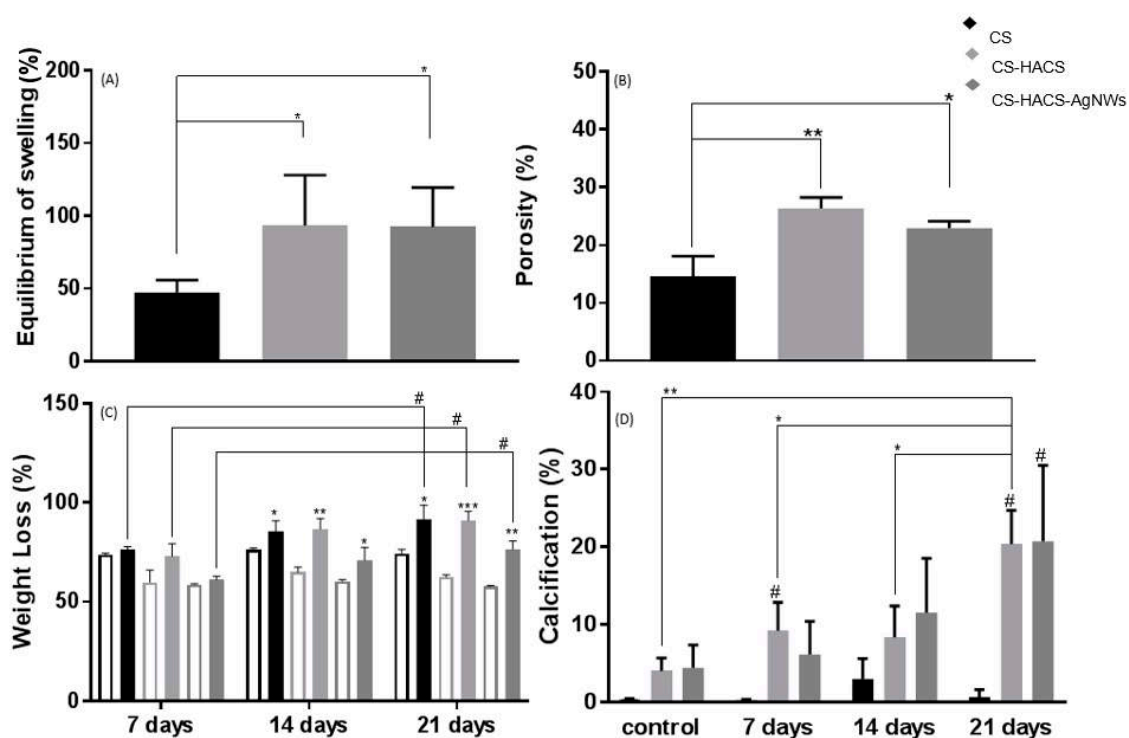 CS
CS-HACS
CS-HACS-AgNWs
(A)
Equilibrium of swelling (%)
200
150
100
50
0
*
*
(B)
Porosity (%)
50
40
30
20
10
0
**
*
(C)
Weight Loss (%)
150
100
50
0
#
#
#
*
**
*
*
***
**
7 days
14 days
21 days
(D)
Calcification (%)
40
30
20
10
0
**
*
*
#
#
#
control
7 days
14 days
21 days